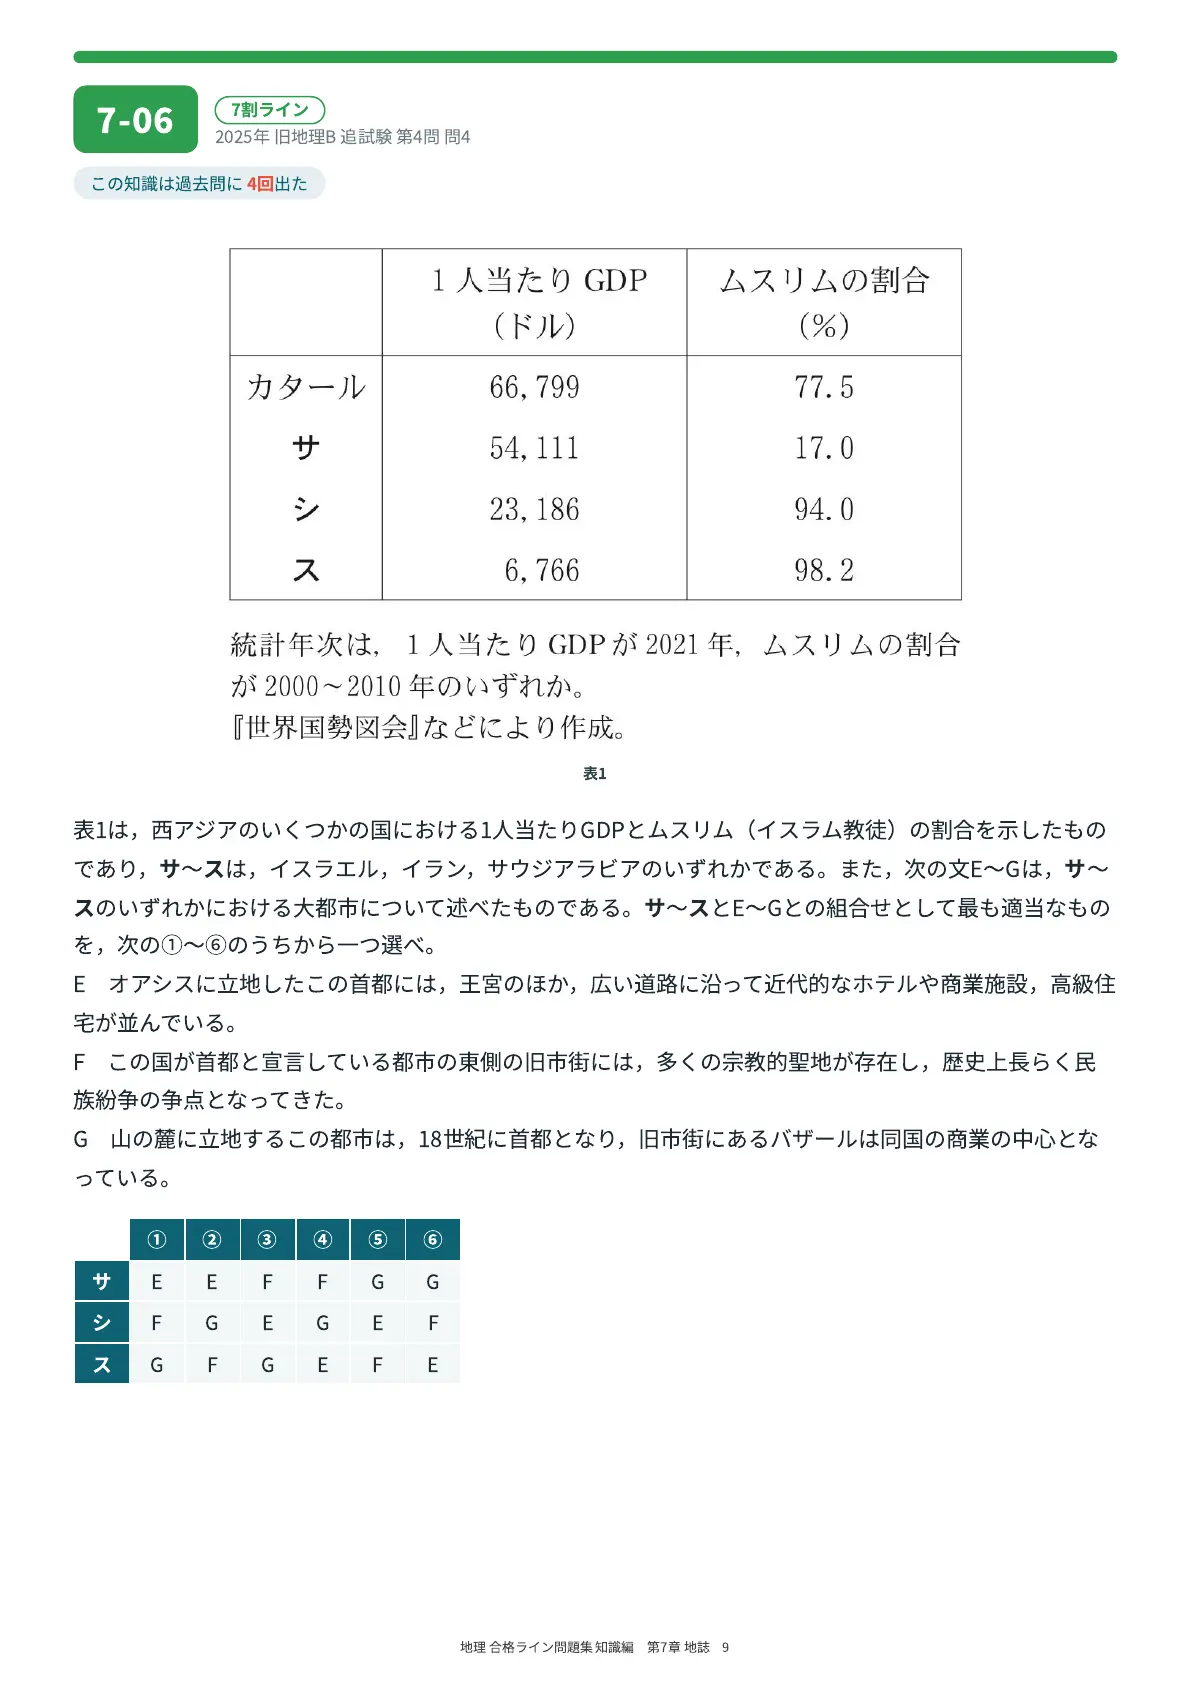 7-06
7割ライン
2025年 旧地理B 追試験 第4問 問4
この知識は過去問に 4回出た
1人当たり GDP（ドル） ムスリムの割合（％）
カタール 66,799 77.5
サ 54,111 17.0
シ 23,186 94.0
ス 6,766 98.2
統計年次は，1人当たり GDP が 2021 年，ムスリムの割合
が 2000～2010 年のいずれか。
『世界国勢図会』などにより作成。
表1
表1は，西アジアのいくつかの国における1人当たりGDPとムスリム（イスラム教徒）の割合を示したもの
であり，サ～スは，イスラエル，イラン，サウジアラビアのいずれかである。また，次の文E～Gは，サ～
スのいずれかにおける大都市について述べたものである。サ～スとE～Gとの組合せとして最も適当なもの
を，次の①～⑥のうちから一つ選べ。
E　オアシスに立地したこの首都には，王宮のほか，広い道路に沿って近代的なホテルや商業施設，高級住
宅が並んでいる。
F　この国が首都と宣言している都市の東側の旧市街には，多くの宗教的聖地が存在し，歴史上長らく民
族紛争の争点となってきた。
G　山の麓に立地するこの都市は，18世紀に首都となり，旧市街にあるバザールは同国の商業の中心とな
っている。
① ② ③ ④ ⑤ ⑥
サ E E F F G G
シ F G E G E F
ス G F G E F E
地理 合格ライン問題集 知識編　第7章 地誌　9